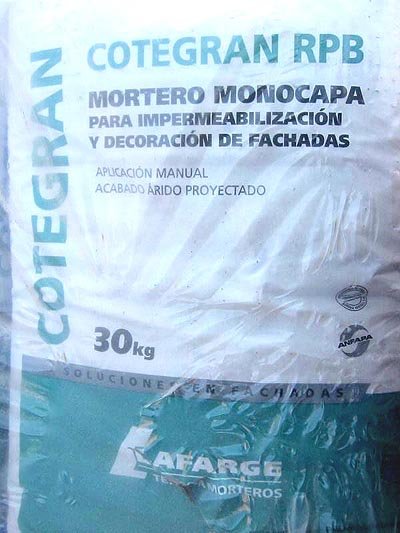 COTEGRAN
COTEGRAN RPB
MORTERO MONOCAPA
PARA IMPERMEABILIZACIÓN
Y DECORACIÓN DE FACHADAS
APLICACIÓN MANUAL
ACABADO ÁRIDO PROYECTADO
30kg
ANFAPA
SOLUCIONES EN FACHADAS
LAFARGE
MORTEROS